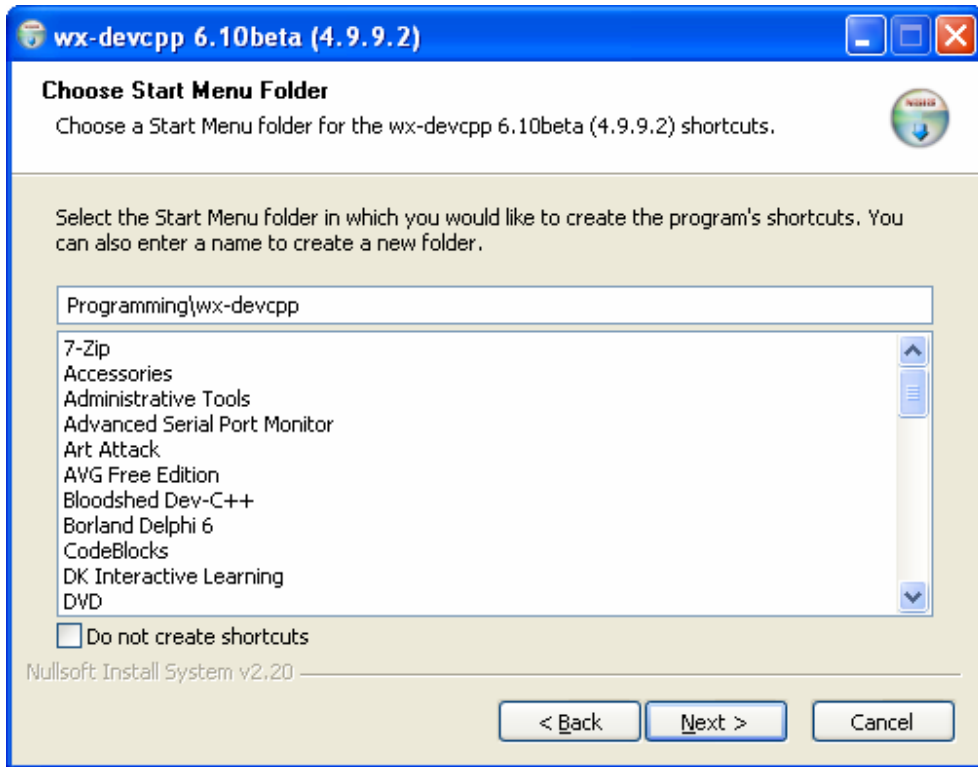 wx-devcpp 6.10beta (4.9.9.2)
Choose Start Menu Folder
Choose a Start Menu folder for the wx-devcpp 6.10beta (4.9.9.2) shortcuts.
Select the Start Menu folder in which you would like to create the program's shortcuts. You
can also enter a name to create a new folder.
Programming\wx-devcpp
7-Zip
Accessories
Administrative Tools
Advanced Serial Port Monitor
Art Attack
AVG Free Edition
Bloodshed Dev-C++
Borland Delphi 6
CodeBlocks
DK Interactive Learning
DVD
Do not create shortcuts
Nullsoft Install System v2.20
< Back
Next >
Cancel